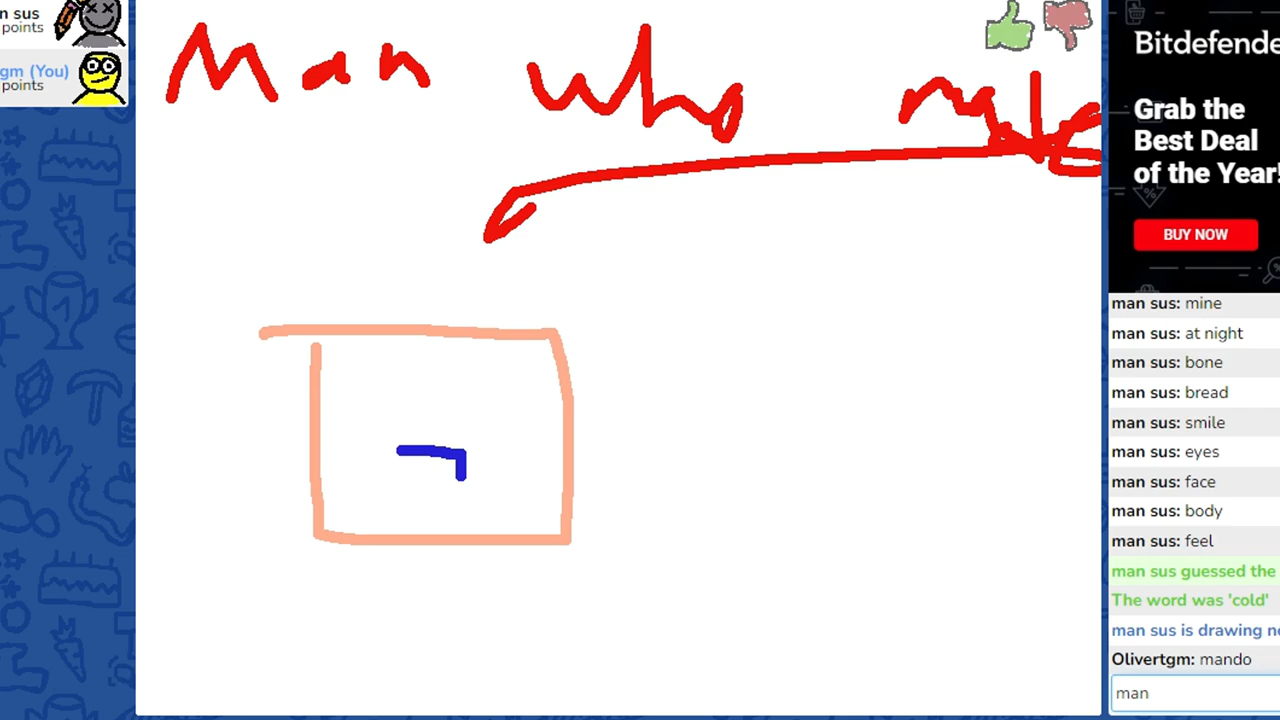 n sus
points
gm (You)
points
Man who make
Bitdefende
Grab the
Best Deal
of the Year!
BUY NOW
man sus: mine
man sus: at night
man sus: bone
man sus: bread
man sus: smile
man sus: eyes
man sus: face
man sus: body
man sus: feel
man sus guessed the
The word was 'cold'
man sus is drawing n
Olivertgm: mando
man